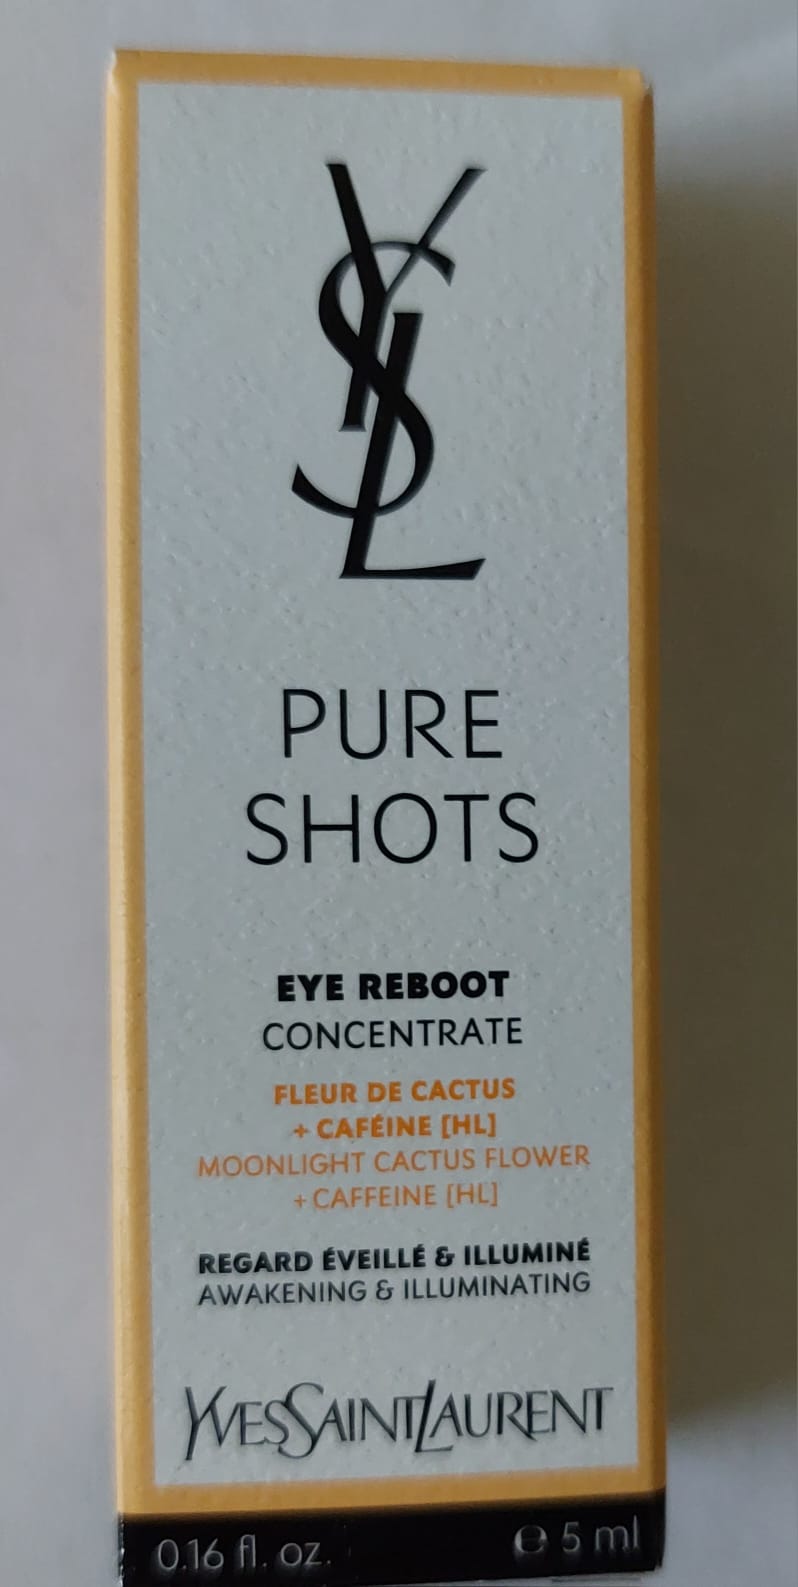 YSL
PURE
SHOTS
EYE REBOOT
CONCENTRATE
FLEUR DE CACTUS
+ CAFÉINE [HL]
MOONLIGHT CACTUS FLOWER
+ CAFFEINE [HL]
REGARD ÉVEILLÉ & ILLUMINÉ
AWAKENING & ILLUMINATING
YVESSAINTLAURENT
0.16 fl. oz. ℮ 5 ml